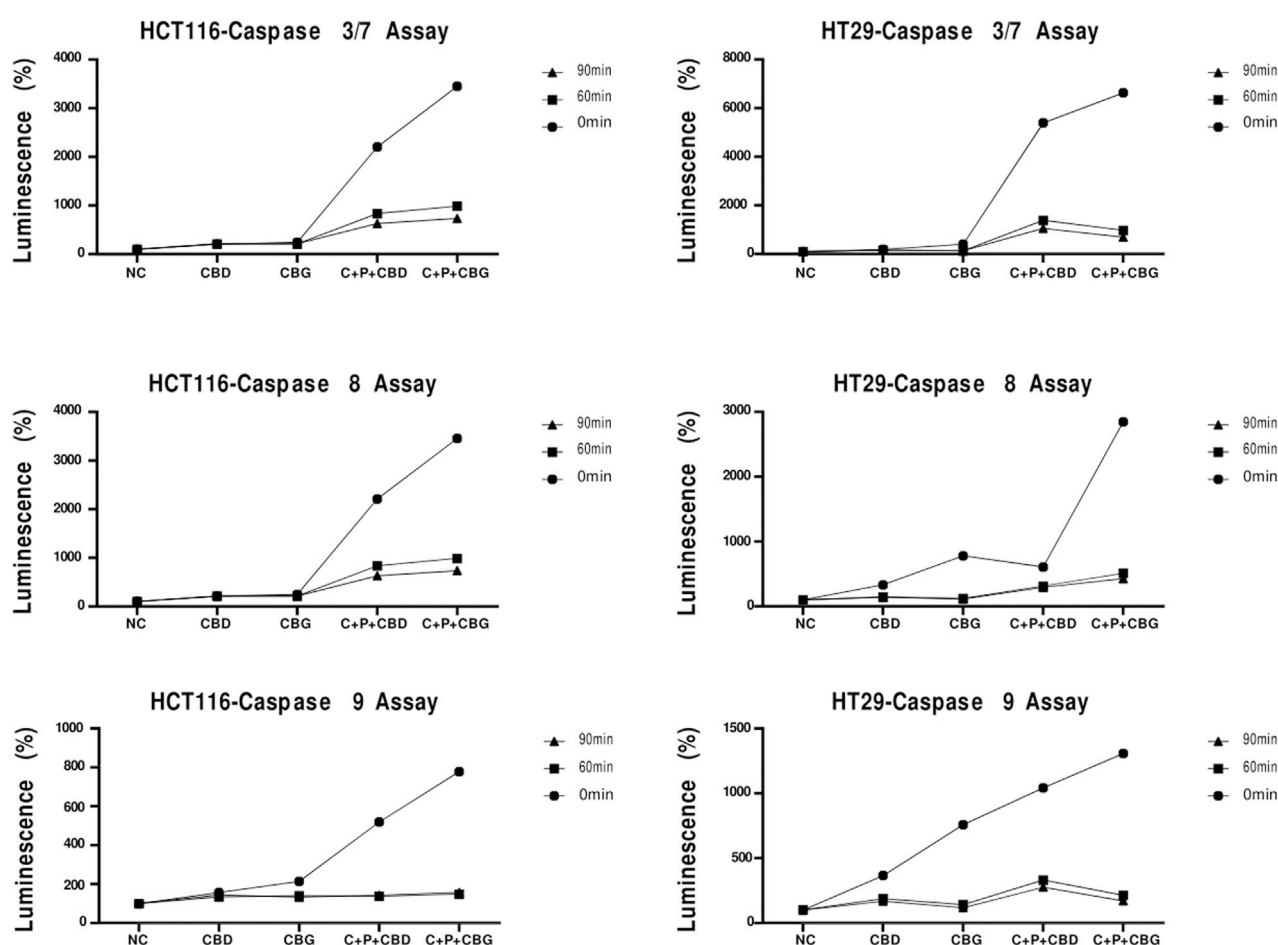 HCT116-Caspase 3/7 Assay
Luminescence (%)
4000
3000
2000
1000
0
NC CBD CBG C+P+CBD C+P+CBG
90min
60min
0min
HT29-Caspase 3/7 Assay
Luminescence (%)
8000
6000
4000
2000
0
NC CBD CBG C+P+CBD C+P+CBG
90min
60min
0min
HCT116-Caspase 8 Assay
Luminescence (%)
4000
3000
2000
1000
0
NC CBD CBG C+P+CBD C+P+CBG
90min
60min
0min
HT29-Caspase 8 Assay
Luminescence (%)
3000
2000
1000
0
NC CBD CBG C+P+CBD C+P+CBG
90min
60min
0min
HCT116-Caspase 9 Assay
Luminescence (%)
1000
800
600
400
200
0
NC CBD CBG C+P+CBD C+P+CBG
90min
60min
0min
HT29-Caspase 9 Assay
Luminescence (%)
1500
1000
500
0
NC CBD CBG C+P+CBD C+P+CBG
90min
60min
0min